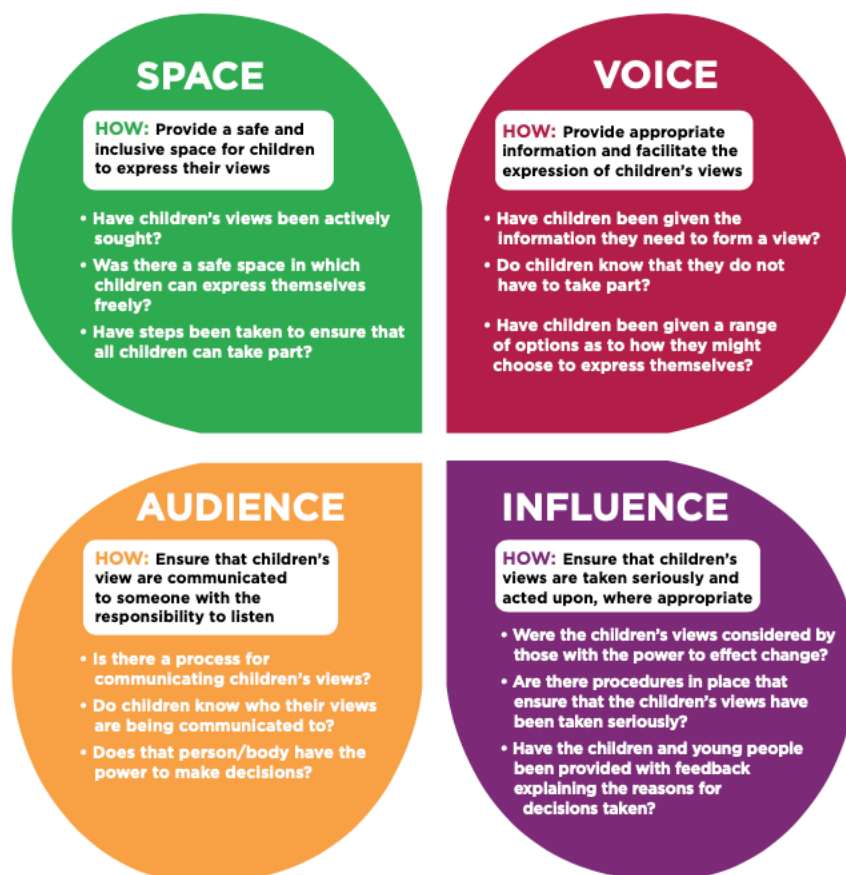 SPACE
HOW: Provide a safe and
inclusive space for children
to express their views
• Have children's views been actively
sought?
• Was there a safe space in which
children can express themselves
freely?
• Have steps been taken to ensure that
all children can take part?
VOICE
HOW: Provide appropriate
information and facilitate the
expression of children's views
• Have children been given the
information they need to form a view?
• Do children know that they do not
have to take part?
• Have children been given a range
of options as to how they might
choose to express themselves?
AUDIENCE
HOW: Ensure that children's
view are communicated
to someone with the
responsibility to listen
• Is there a process for
communicating children's views?
• Do children know who their views
are being communicated to?
• Does that person/body have the
power to make decisions?
INFLUENCE
HOW: Ensure that children's
views are taken seriously and
acted upon, where appropriate
• Were the children's views considered by
those with the power to effect change?
• Are there procedures in place that
ensure that the children's views have
been taken seriously?
• Have the children and young people
been provided with feedback
explaining the reasons for
decisions taken?